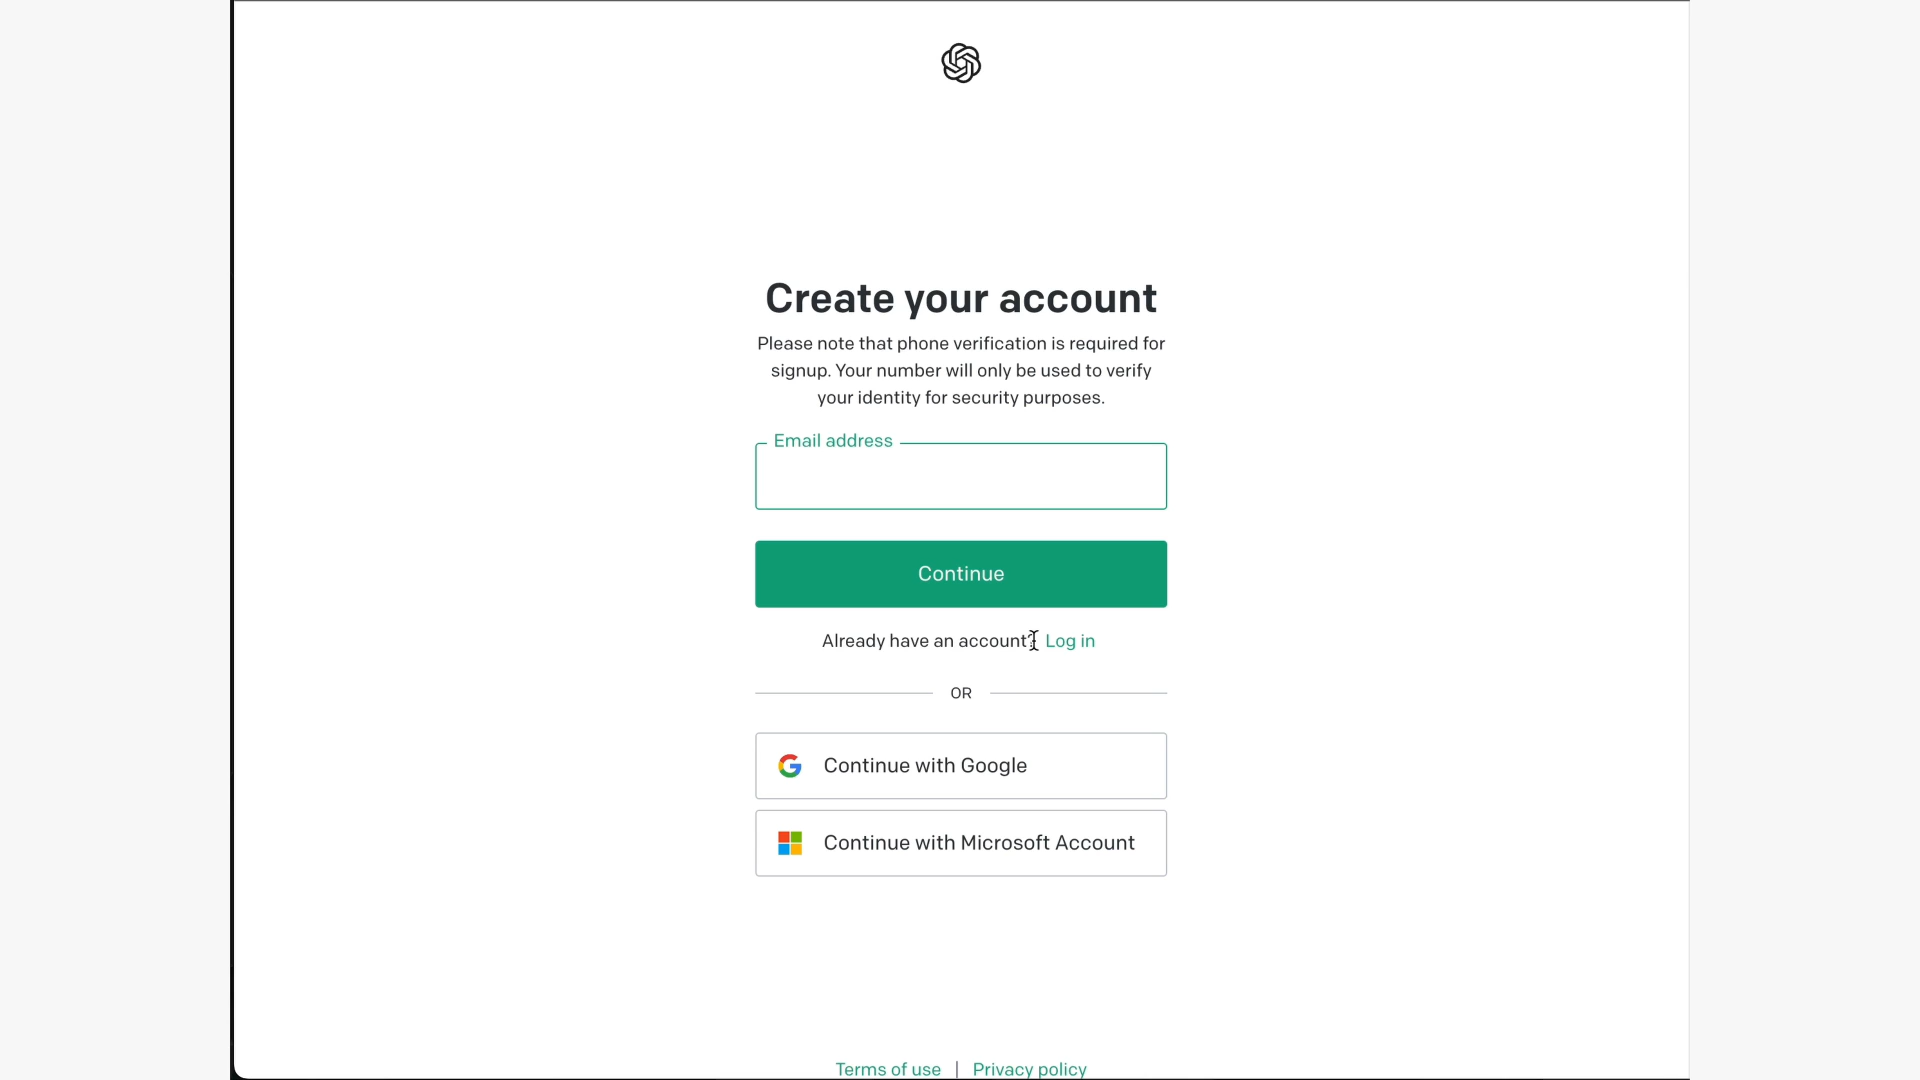 Create your account
Please note that phone verification is required for
signup. Your number will only be used to verify
your identity for security purposes.
Email address
Continue
Already have an account? Log in
OR
Continue with Google
Continue with Microsoft Account
Terms of use | Privacy policy